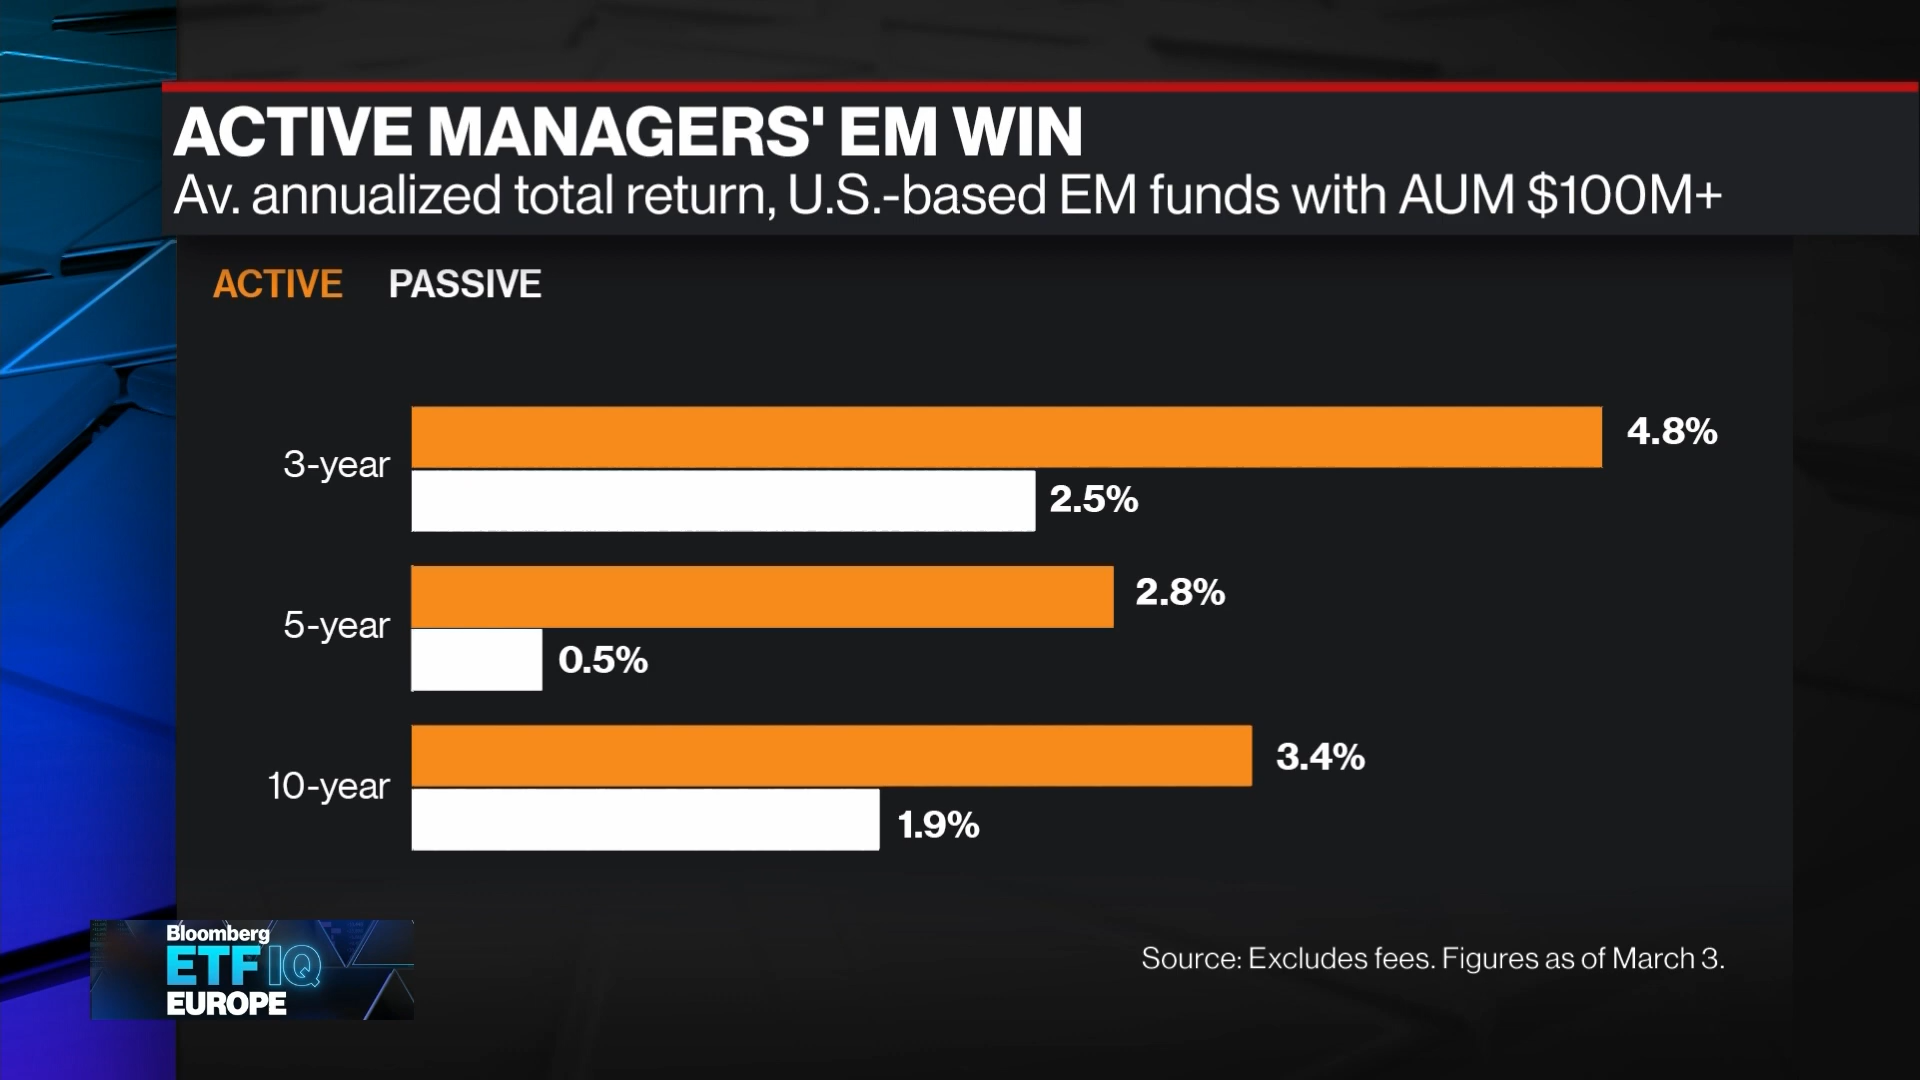 ACTIVE MANAGERS' EM WIN
Av. annualized total return, U.S.-based EM funds with AUM $100M+
ACTIVE PASSIVE
3-year
4.8%
2.5%
5-year
2.8%
0.5%
10-year
3.4%
1.9%
Bloomberg
ETF IQ
EUROPE
Source: Excludes fees. Figures as of March 3.